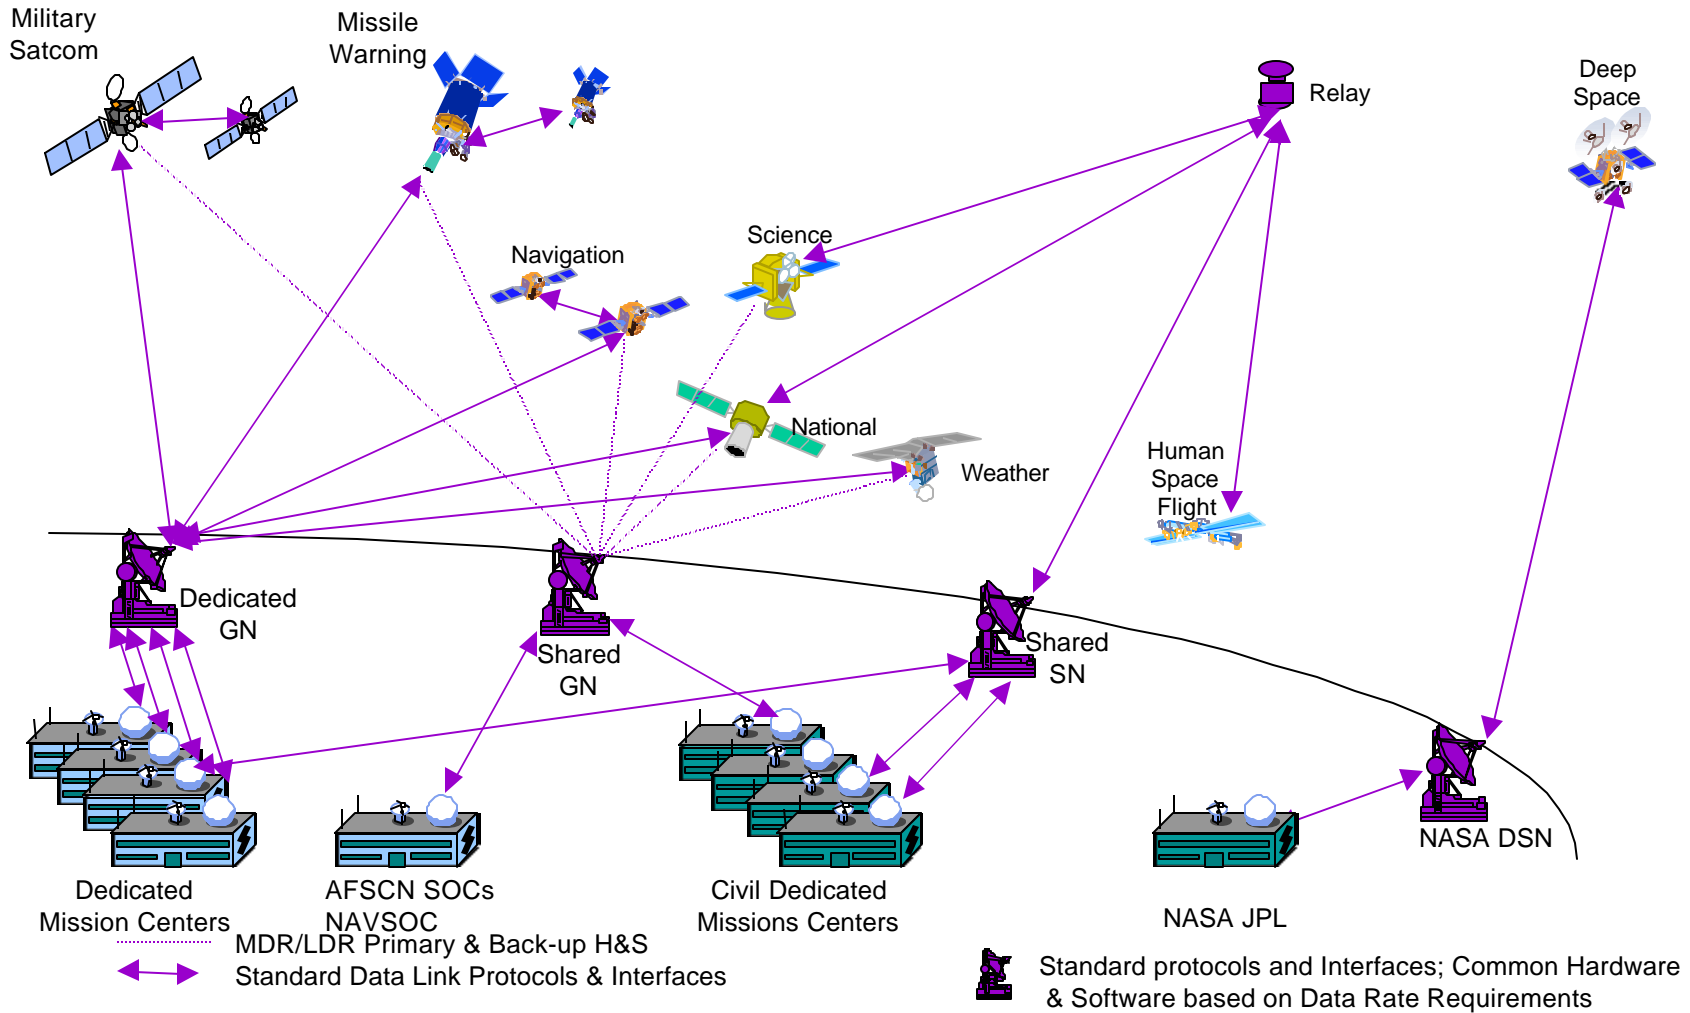 Military
Satcom
Missile
Warning
Relay
Deep
Space
Navigation
Science
National
Weather
Human
Space
Flight
Dedicated
GN
Shared
GN
Shared
SN
NASA DSN
Dedicated
Mission Centers
AFSCN SOCs
NAVSOC
Civil Dedicated
Missions Centers
NASA JPL
MDR/LDR Primary & Back-up H&S
Standard Data Link Protocols & Interfaces
Standard protocols and Interfaces; Common Hardware
& Software based on Data Rate Requirements